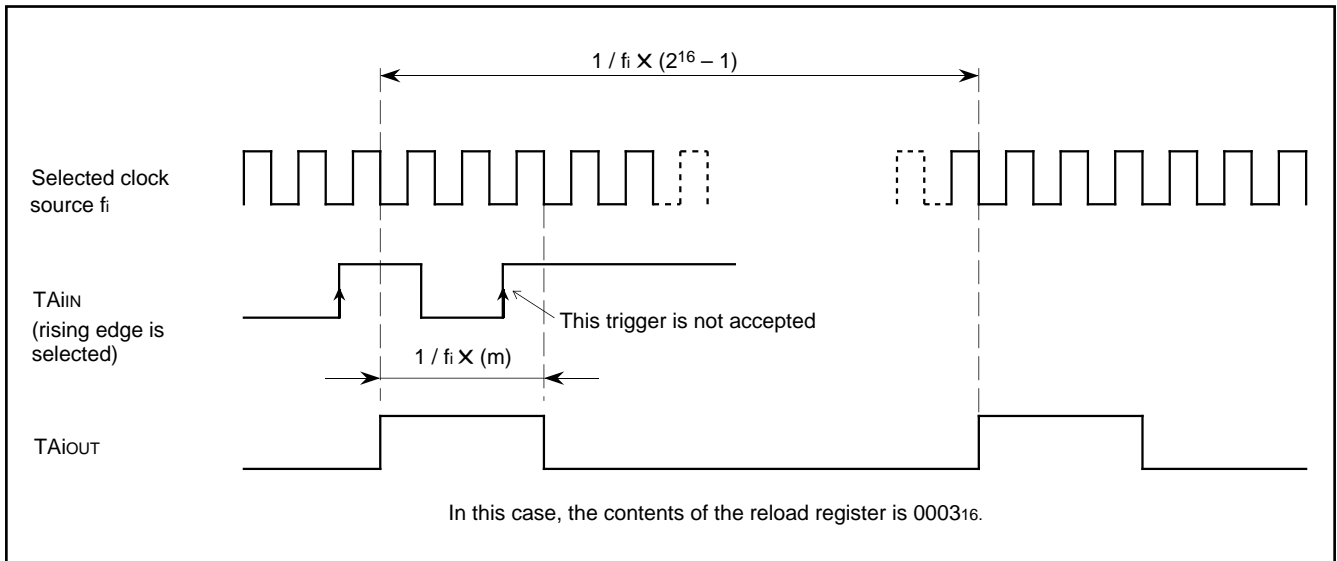 1 / fi X (2¹⁶ – 1)
Selected clock
source fi
TAiIN
(rising edge is
selected)
This trigger is not accepted
1 / fi X (m)
TAiOUT
In this case, the contents of the reload register is 0003₁₆.